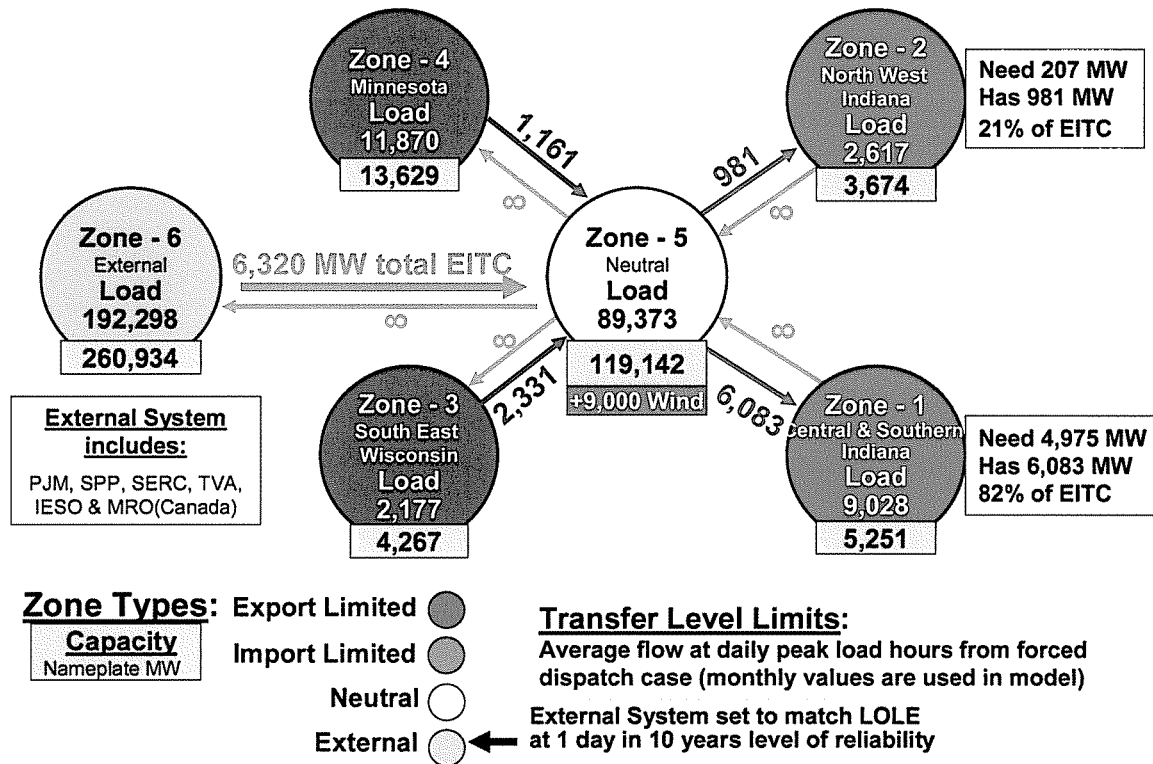 Zone - 4
Minnesota
Load
11,870
13,629
1,161
∞
Zone - 2
North West
Indiana
Load
2,617
3,674
981
∞
Need 207 MW
Has 981 MW
21% of EITC
Zone - 6
External
Load
192,298
260,934
6,320 MW total EITC
∞
Zone - 5
Neutral
Load
89,373
119,142
+9,000 Wind
External System
includes:
PJM, SPP, SERC, TVA,
IESO & MRO(Canada)
Zone - 3
South East
Wisconsin
Load
2,177
4,267
2,331
∞
Zone - 1
Central & Southern
Indiana
Load
9,028
5,251
6,083
∞
Need 4,975 MW
Has 6,083 MW
82% of EITC
Zone Types:
Capacity
Nameplate MW
Export Limited
Import Limited
Neutral
External
Transfer Level Limits:
Average flow at daily peak load hours from forced
dispatch case (monthly values are used in model)
External System set to match LOLE
at 1 day in 10 years level of reliability